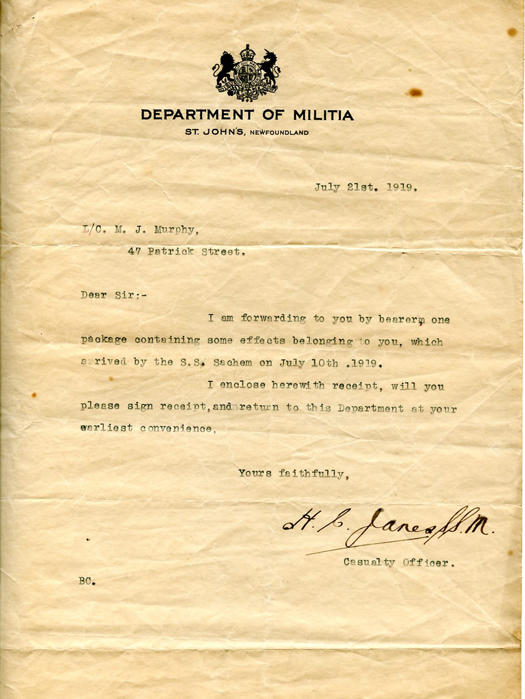 DEPARTMENT OF MILITIA
ST. JOHN'S, NEWFOUNDLAND
July 21st. 1919.
L/C. M. J. Murphy,
47 Patrick Street.
Dear Sir:-
I am forwarding to you by bearer, one
package containing some effects belonging to you, which
arrived by the S.S. Sachem on July 10th .1919.
I enclose herewith receipt, will you
please sign receipt,and return to this Department at your
earliest convenience.
Yours faithfully,
H. C. Janes
Casualty Officer.
BC.